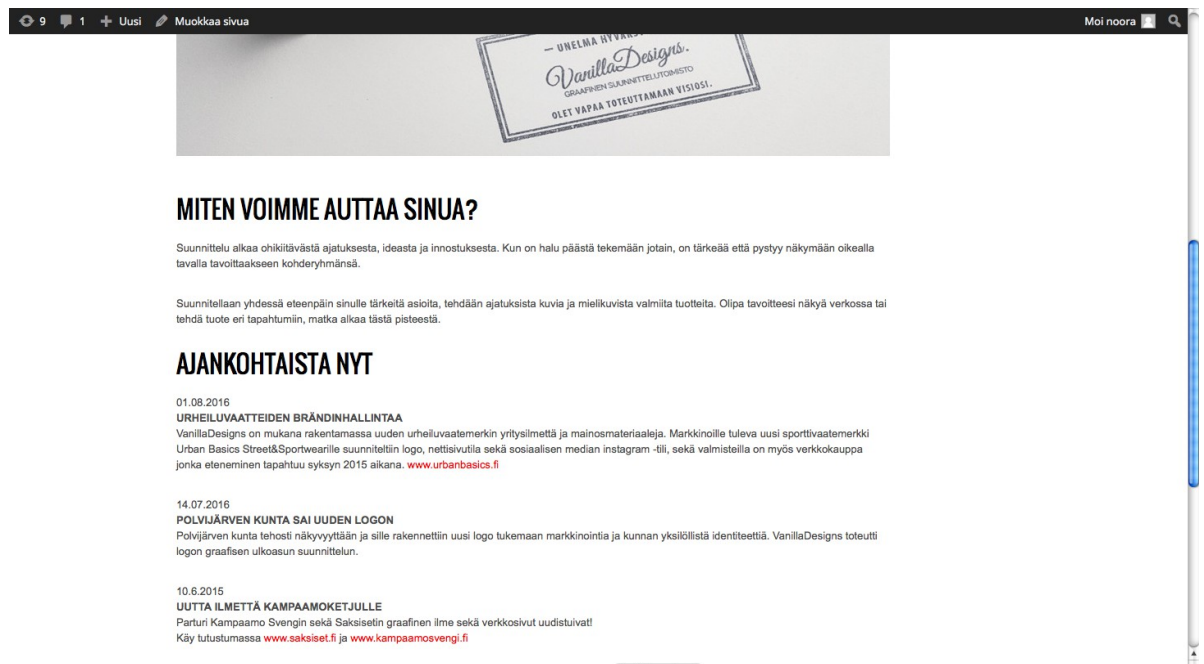 9 1 + Uusi Muokkaa sivua Moi noora
— UNELMA
VanillaDesigns.
GRAAFINEN SUUNNITTELUTOIMISTO
OLET VAPAA TOTEUTTAMAAN VISIOSI.
MITEN VOIMME AUTTAA SINUA?
Suunnittelu alkaa ohikiitävästä ajatuksesta, ideasta ja innostuksesta. Kun on halu päästä tekemään jotain, on tärkeää että pystyy näkymään oikealla
tavalla tavoittaakseen kohderyhmänsä.
Suunnitellaan yhdessä eteenpäin sinulle tärkeitä asioita, tehdään ajatuksista kuvia ja mielikuvista valmiita tuotteita. Olipa tavoitteesi näkyä verkossa tai
tehdä tuote eri tapahtumiin, matka alkaa tästä pisteestä.
AJANKOHTAISTA NYT
01.08.2016
URHEILUVAATTEIDEN BRÄNDINHALLINTAA
VanillaDesigns on mukana rakentamassa uuden urheiluvaatemerkin yritysilmettä ja mainosmateriaaleja. Markkinoille tuleva uusi sporttivaatemerkki
Urban Basics Street&Sportwearille suunniteltiin logo, nettisivutila sekä sosiaalisen median instagram -tili, sekä valmisteilla on myös verkkokauppa
jonka eteneminen tapahtuu syksyn 2015 aikana. www.urbanbasics.fi
14.07.2016
POLVIJÄRVEN KUNTA SAI UUDEN LOGON
Polvijärven kunta tehosti näkyvyyttään ja sille rakennettiin uusi logo tukemaan markkinointia ja kunnan yksilöllistä identiteettiä. VanillaDesigns toteutti
logon graafisen ulkoasun suunnittelun.
10.6.2015
UUTTA ILMETTÄ KAMPAAMOKETJULLE
Parturi Kampaamo Svengin sekä Saksisetin graafinen ilme sekä verkkosivut uudistuivat!
Käy tutustumassa www.saksiset.fi ja www.kampaamosvengi.fi